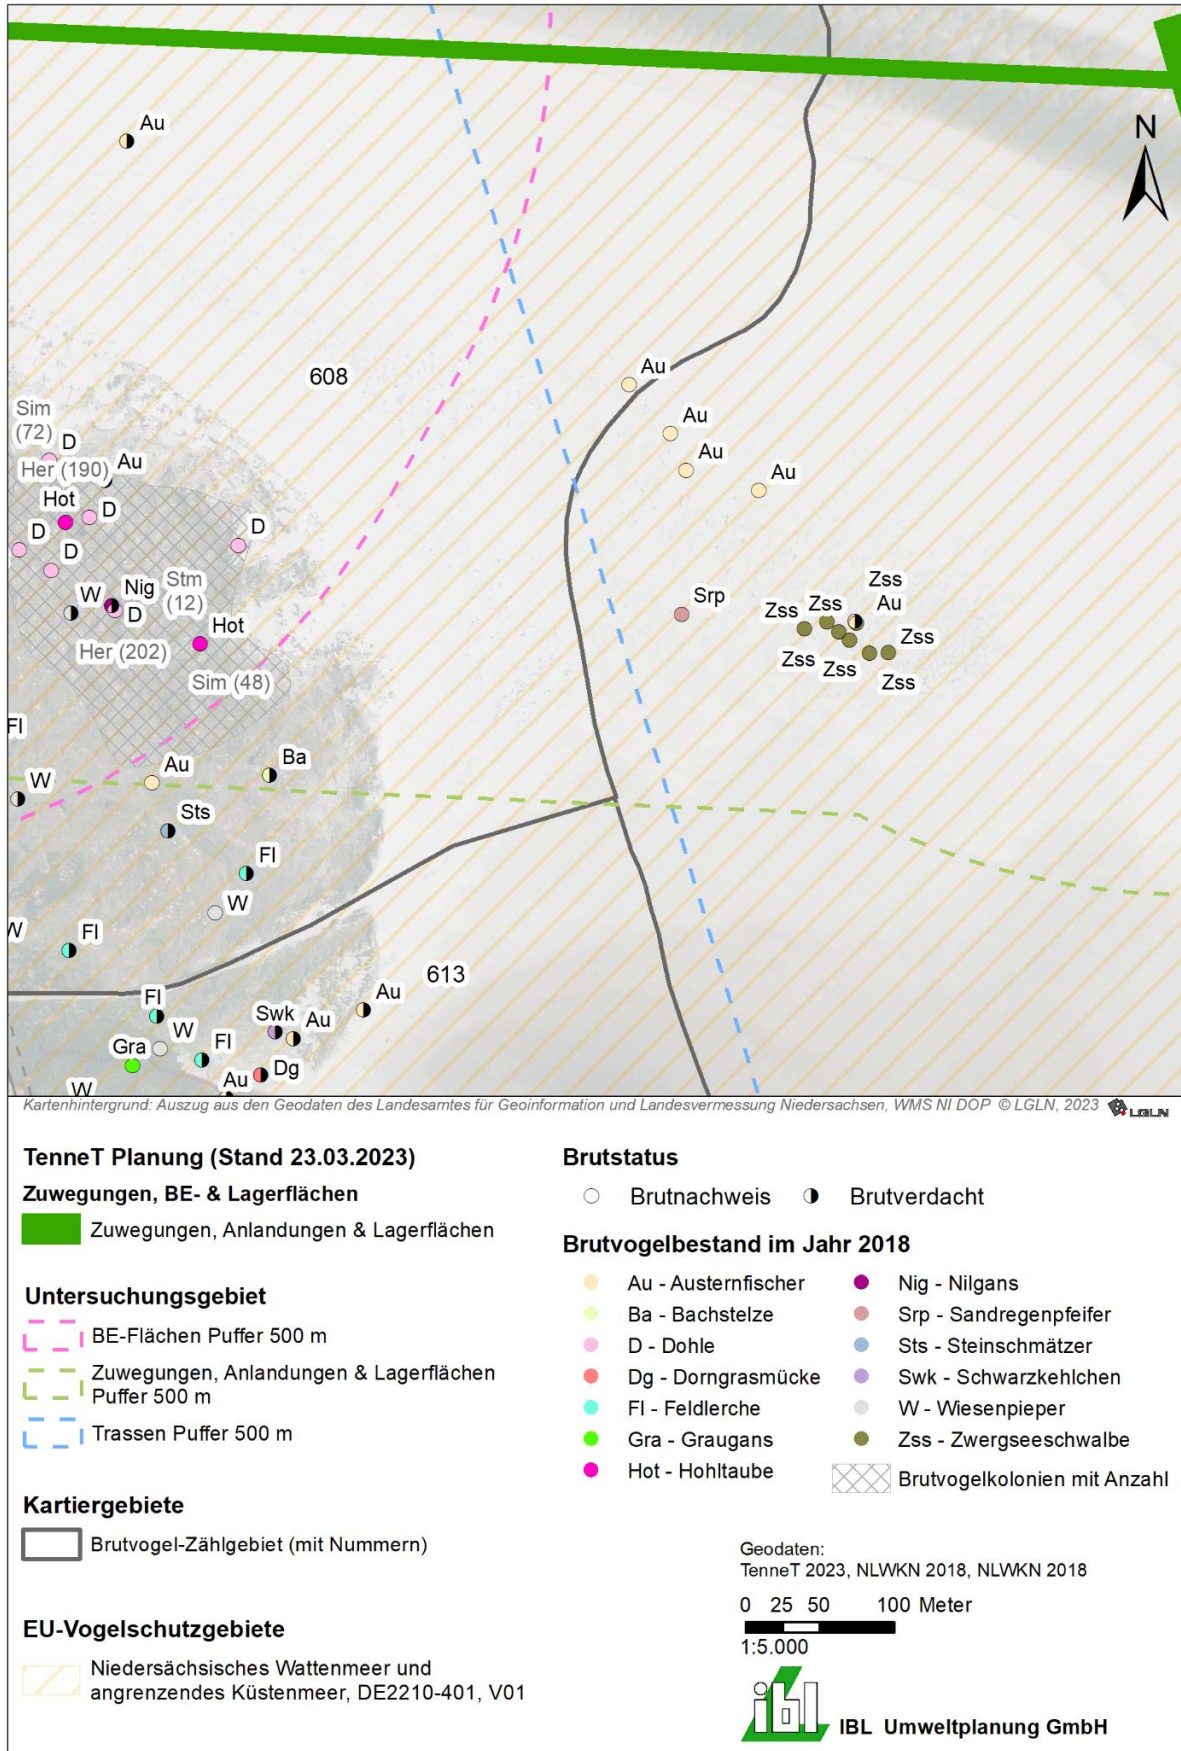 Au
N
608
Au
Au
Au
Au
Sim
(72)
D
Her (190)
Au
Hot
D
D
D
D
W
Nig
D
Stm
(12)
Hot
Her (202)
Sim (48)
Srp
Zss
Zss
Zss
Au
Zss
Zss
Zss
Zss
Fl
W
Au
Ba
Sts
Fl
W
W
Fl
613
Au
Fl
W
Gra
Fl
Swk
Au
Dg
Au
W
Kartenhintergrund: Auszug aus den Geodaten des Landesamtes für Geoinformation und Landesvermessung Niedersachsen, WMS NI DOP © LGLN, 2023 LGLN
TenneT Planung (Stand 23.03.2023)
Zuwegungen, BE- & Lagerflächen
Zuwegungen, Anlandungen & Lagerflächen
Untersuchungsgebiet
BE-Flächen Puffer 500 m
Zuwegungen, Anlandungen & Lagerflächen
Puffer 500 m
Trassen Puffer 500 m
Kartiergebiete
Brutvogel-Zählgebiet (mit Nummern)
EU-Vogelschutzgebiete
Niedersächsisches Wattenmeer und
angrenzendes Küstenmeer, DE2210-401, V01
Brutstatus
Brutnachweis
Brutverdacht
Brutvogelbestand im Jahr 2018
Au - Austernfischer
Ba - Bachstelze
D - Dohle
Dg - Dorngrasmücke
Fl - Feldlerche
Gra - Graugans
Hot - Hohltaube
Nig - Nilgans
Srp - Sandregenpfeifer
Sts - Steinschmätzer
Swk - Schwarzkehlchen
W - Wiesenpieper
Zss - Zwergseeschwalbe
Brutvogelkolonien mit Anzahl
Geodaten:
TenneT 2023, NLWKN 2018, NLWKN 2018
0 25 50 100 Meter
1:5.000
ibl IBL Umweltplanung GmbH